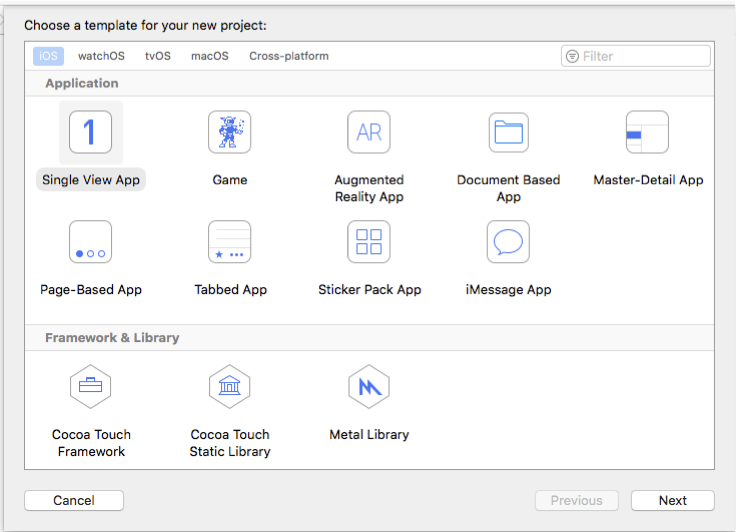 Choose a template for your new project:
iOS watchOS tvOS macOS Cross-platform Filter
Application
1 AR
Single View App Game Augmented Reality App Document Based App Master-Detail App
Page-Based App Tabbed App Sticker Pack App iMessage App
Framework & Library
Cocoa Touch Framework Cocoa Touch Static Library Metal Library
Cancel Previous Next